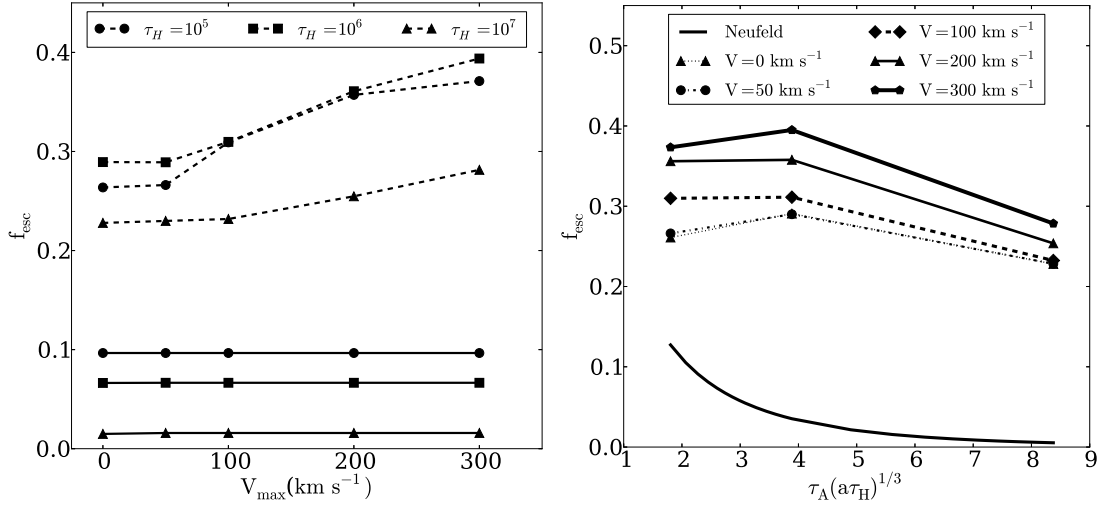 τ_H =10^5 τ_H =10^6 τ_H =10^7
0.4
0.3
0.2
0.1
0.0
f_esc
0 100 200 300
V_max(km s^−1)
Neufeld
V=0 km s^−1
V=50 km s^−1
V=100 km s^−1
V=200 km s^−1
V=300 km s^−1
0.5
0.4
0.3
0.2
0.1
0.0
f_esc
1 2 3 4 5 6 7 8 9
τ_A(aτ_H)^1/3